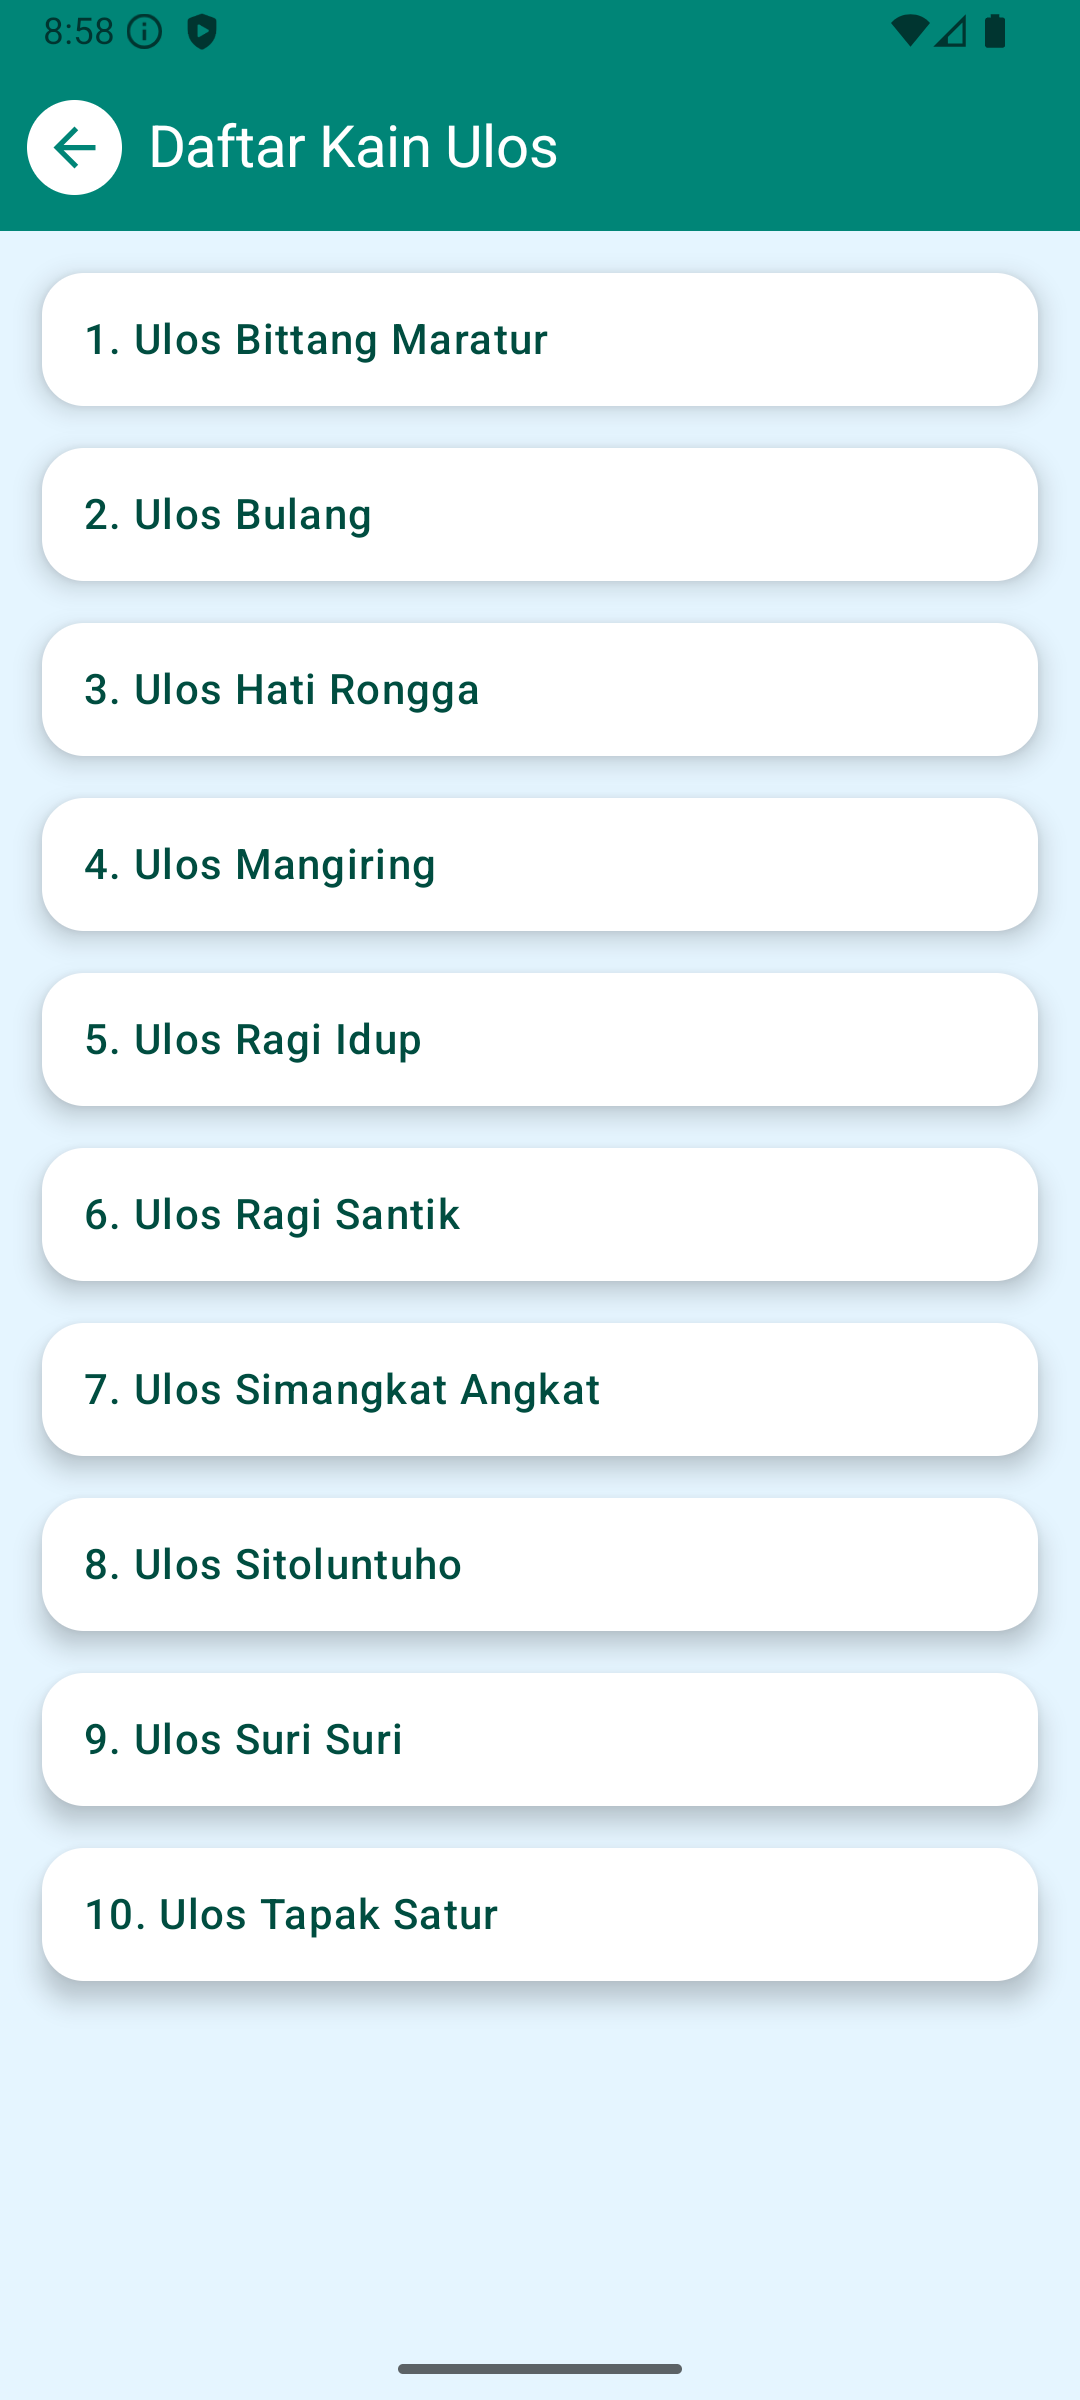 8:58
Daftar Kain Ulos
1. Ulos Bittang Maratur
2. Ulos Bulang
3. Ulos Hati Rongga
4. Ulos Mangiring
5. Ulos Ragi Idup
6. Ulos Ragi Santik
7. Ulos Simangkat Angkat
8. Ulos Sitoluntuho
9. Ulos Suri Suri
10. Ulos Tapak Satur